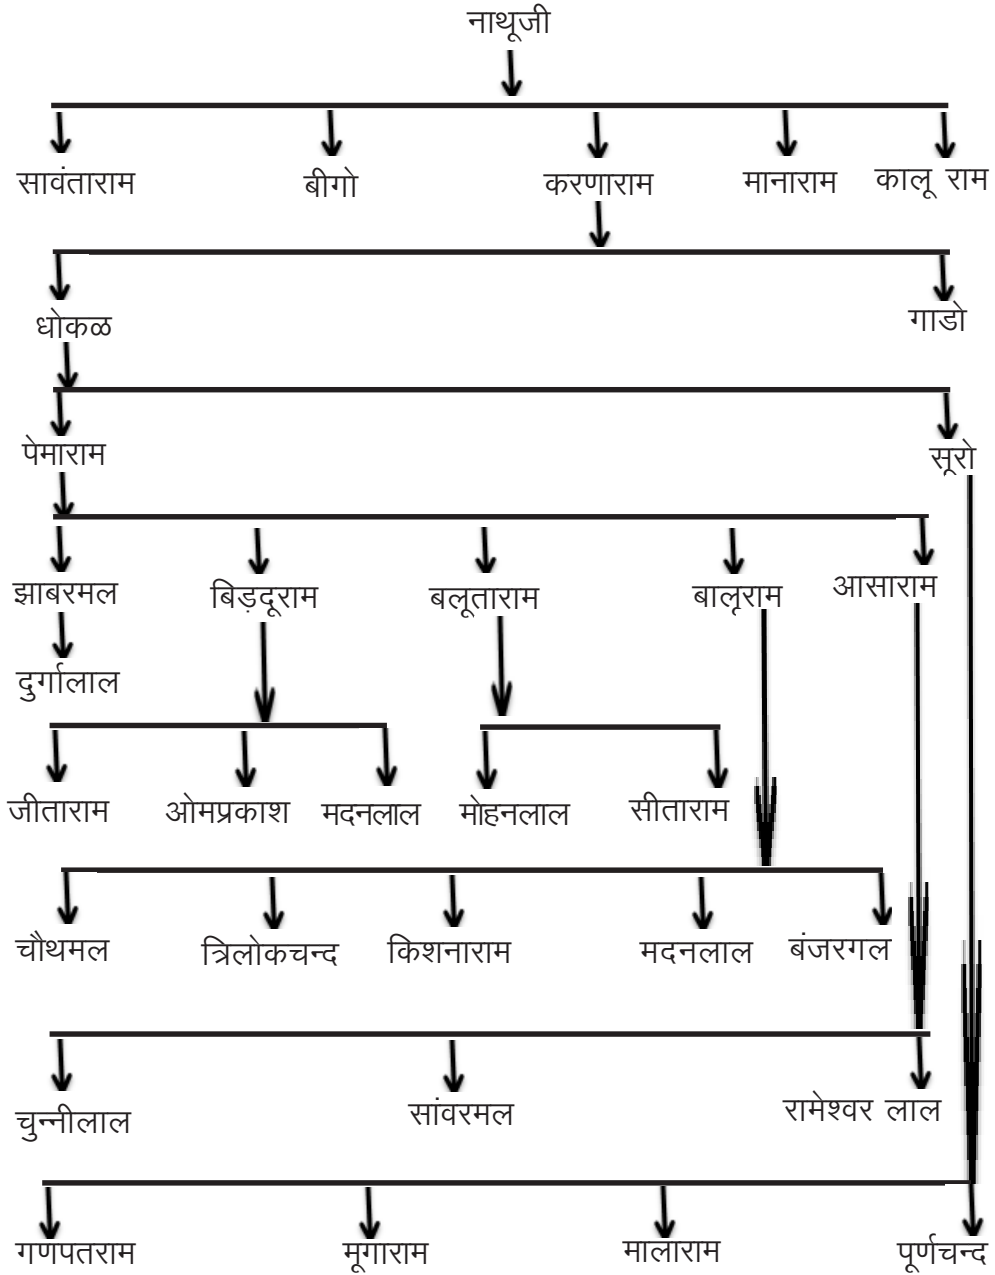 नाथूजी
सावंताराम बीगो करणाराम मानाराम कालू राम
धोकळ गाडो
पेमाराम सूरो
झाबरमल बिड़दूराम बलूताराम बालूराम आसाराम
दुर्गालाल
जीताराम ओमप्रकाश मदनलाल मोहनलाल सीताराम
चौथमल त्रिलोकचन्द किशनाराम मदनलाल बंजरगल
चुन्नीलाल सांवरमल रामेश्वर लाल
गणपतराम मूगाराम मालाराम पूर्णचन्द